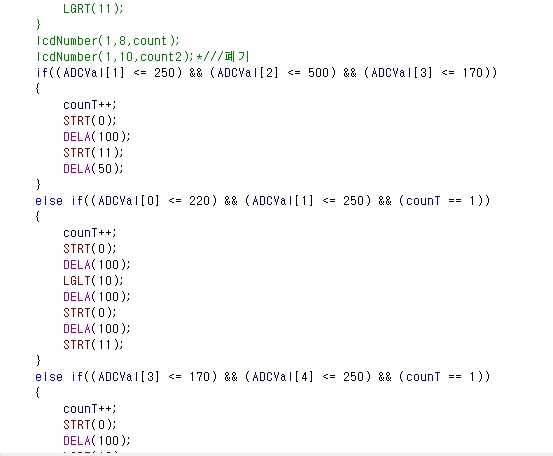 LGRT(11);
}
lcdNumber(1,8,count);
lcdNumber(1,10,count2);*///폐기
if((ADCVal[1] <= 250) && (ADCVal[2] <= 500) && (ADCVal[3] <= 170))
{
counT++;
STRT(0);
DELA(100);
STRT(11);
DELA(50);
}
else if((ADCVal[0] <= 220) && (ADCVal[1] <= 250) && (counT == 1))
{
counT++;
STRT(0);
DELA(100);
LGLT(10);
DELA(100);
STRT(0);
DELA(100);
STRT(11);
}
else if((ADCVal[3] <= 170) && (ADCVal[4] <= 250) && (counT == 1))
{
counT++;
STRT(0);
DELA(100);